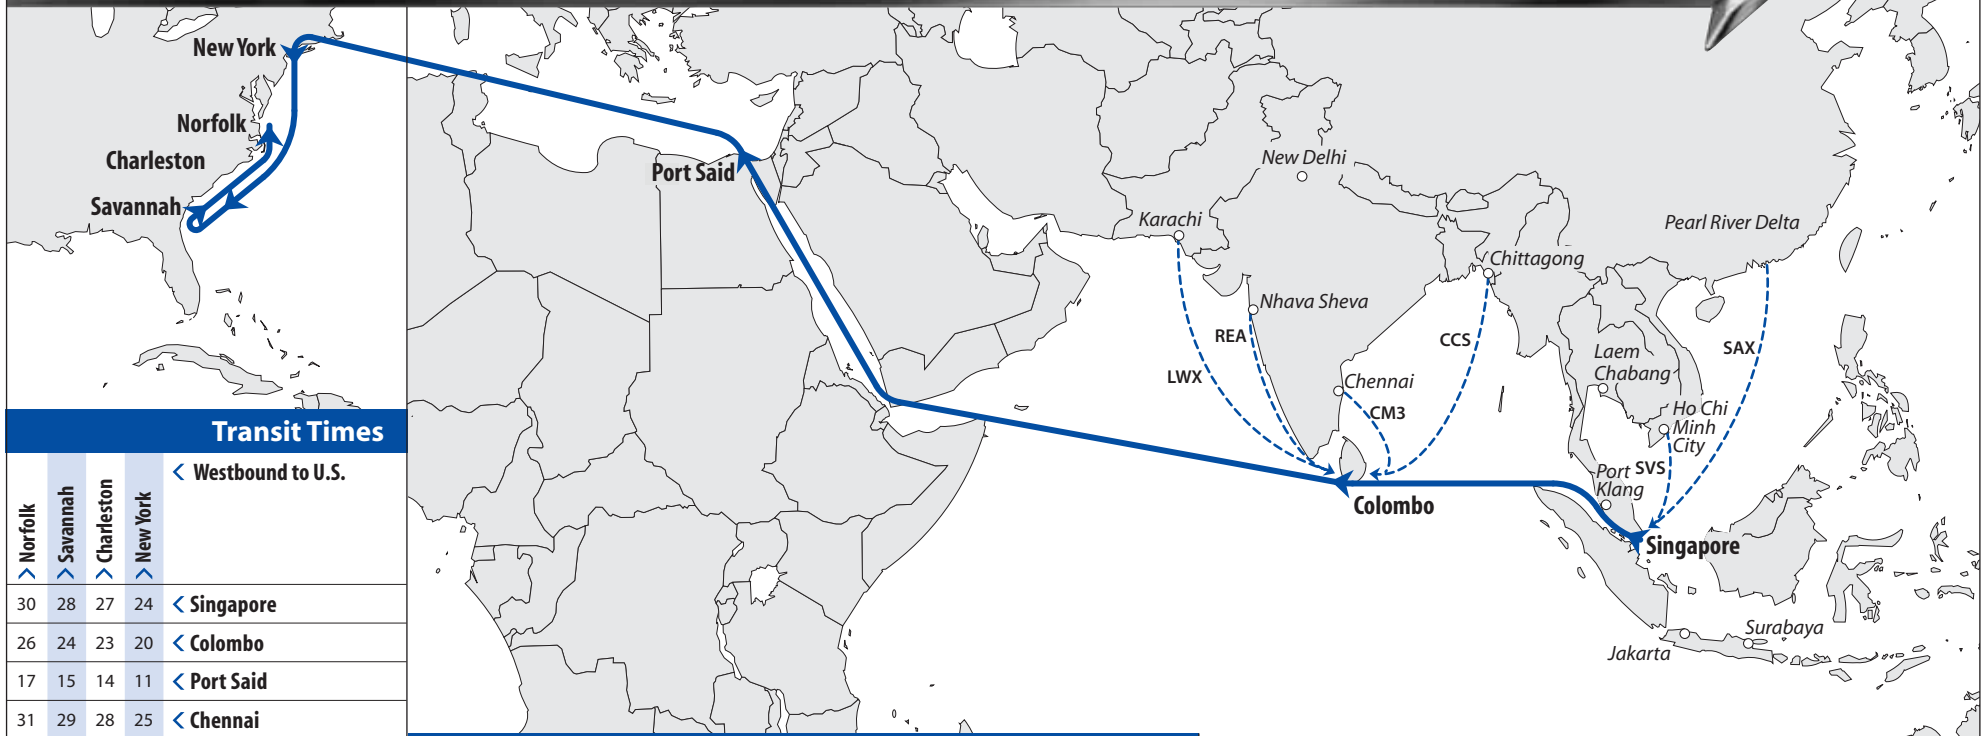 New York
Norfolk
Charleston
Savannah
Port Said
Karachi
New Delhi
Nhava Sheva
Chennai
Chittagong
Pearl River Delta
Laem
Chabang
Ho Chi
Minh
City
Port
Klang
Colombo
Singapore
Jakarta
Surabaya
LWX
REA
CM3
CCS
SVS
SAX
Transit Times
< Westbound to U.S.
Norfolk
Savannah
Charleston
New York
30 28 27 24 < Singapore
26 24 23 20 < Colombo
17 15 14 11 < Port Said
31 29 28 25 < Chennai